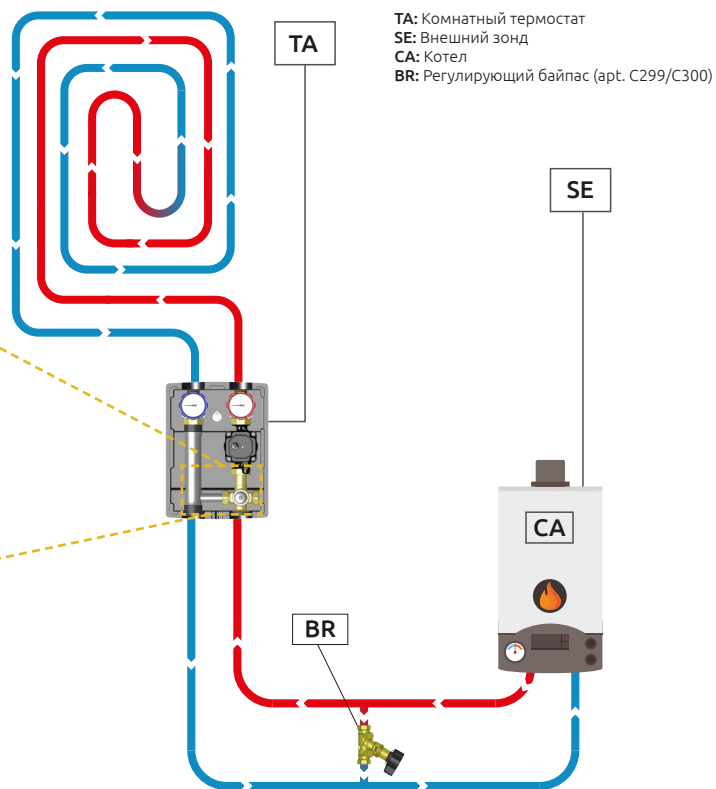 TA
TA: Комнатный термостат
SE: Внешний зонд
CA: Котел
BR: Регулирующий байпас (apt. C299/C300)
SE
CA
BR